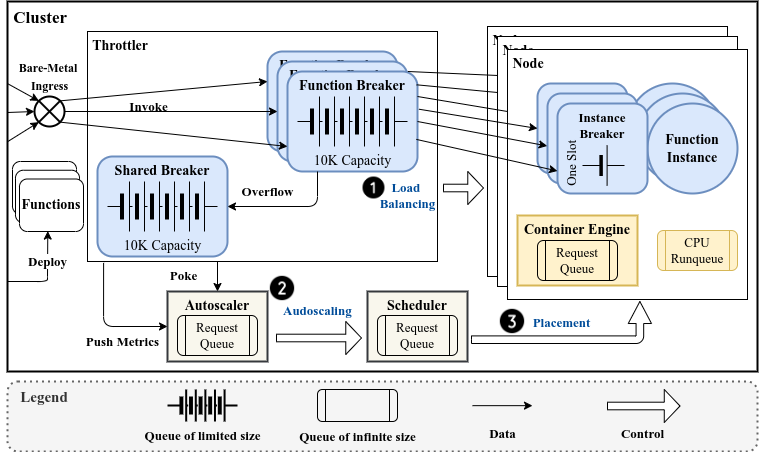 Cluster
Throttler
Bare-Metal
Ingress
Invoke
Function Breaker
10K Capacity
Shared Breaker
10K Capacity
Overflow
1 Load
Balancing
Functions
Deploy
Node
Instance
Breaker
One Slot
Function
Instance
Container Engine
Request
Queue
CPU
Runqueue
Poke
Push Metrics
Autoscaler
Request
Queue
2
Audoscaling
Scheduler
Request
Queue
3 Placement
Legend
Queue of limited size
Queue of infinite size
Data
Control